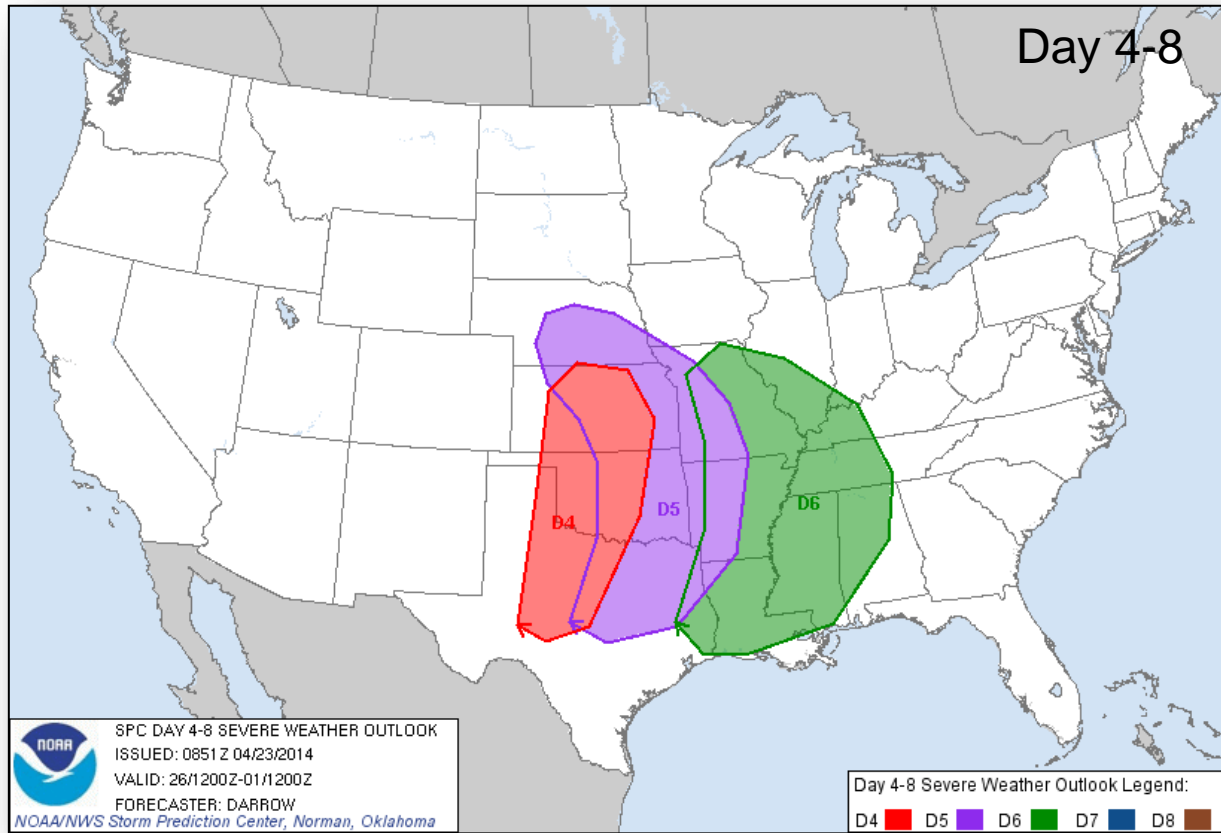 Day 4-8
D4
D5
D6
NOAA
SPC DAY 4-8 SEVERE WEATHER OUTLOOK
ISSUED: 0851Z 04/23/2014
VALID: 26/1200Z-01/1200Z
FORECASTER: DARROW
NOAA/NWS Storm Prediction Center, Norman, Oklahoma
Day 4-8 Severe Weather Outlook Legend:
D4 D5 D6 D7 D8